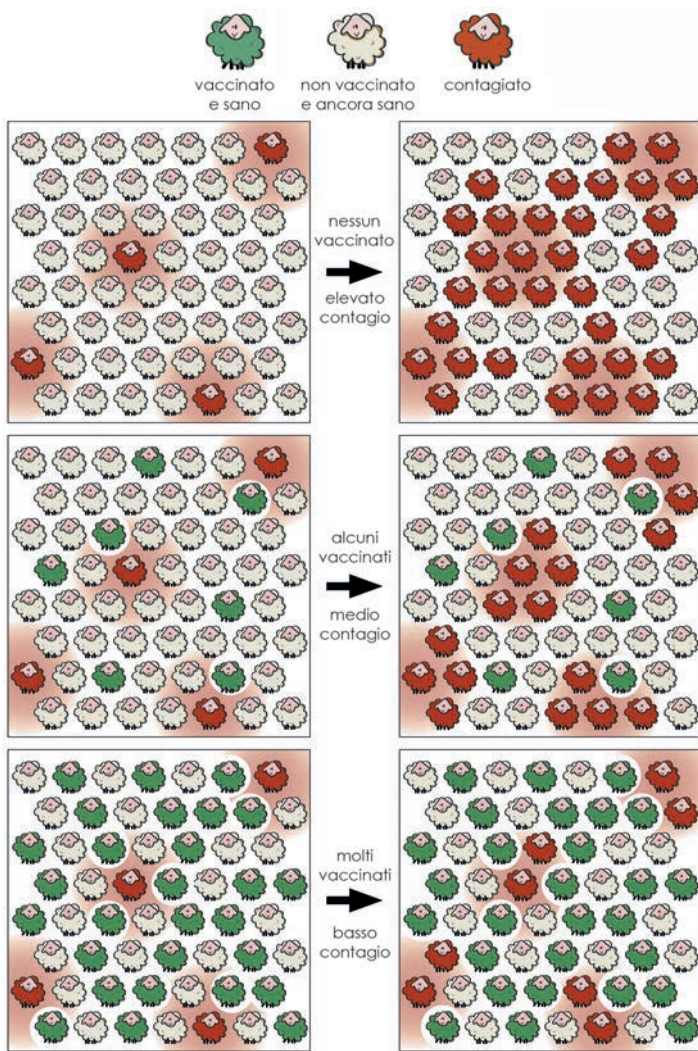 vaccinato
e sano
non vaccinato
e ancora sano
contagiato
nessun
vaccinato
elevato
contagio
alcuni
vaccinati
medio
contagio
molti
vaccinati
basso
contagio